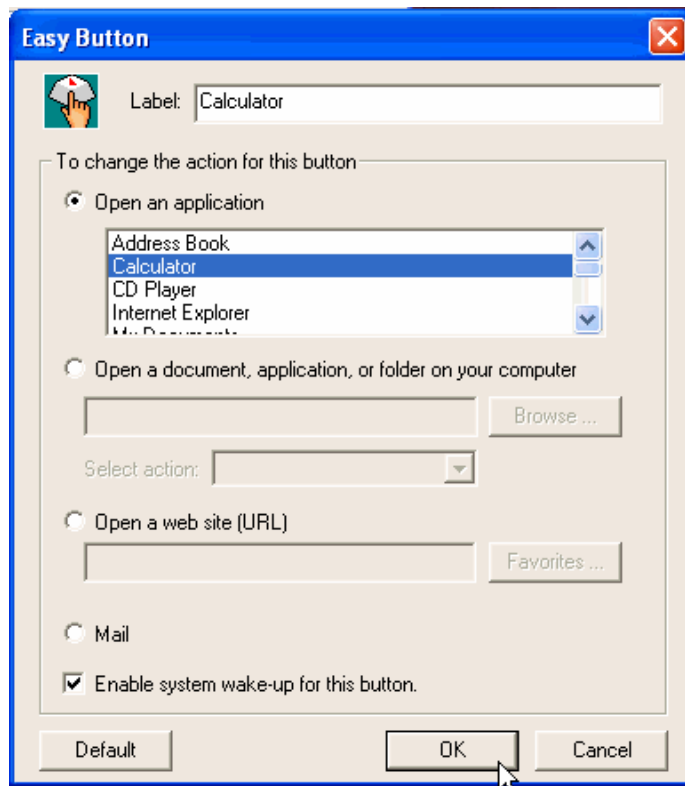 Easy Button
Label: Calculator
To change the action for this button
Open an application
Address Book
Calculator
CD Player
Internet Explorer
My Documents
Open a document, application, or folder on your computer
Browse ...
Select action:
Open a web site (URL)
Favorites ...
Mail
Enable system wake-up for this button.
Default OK Cancel